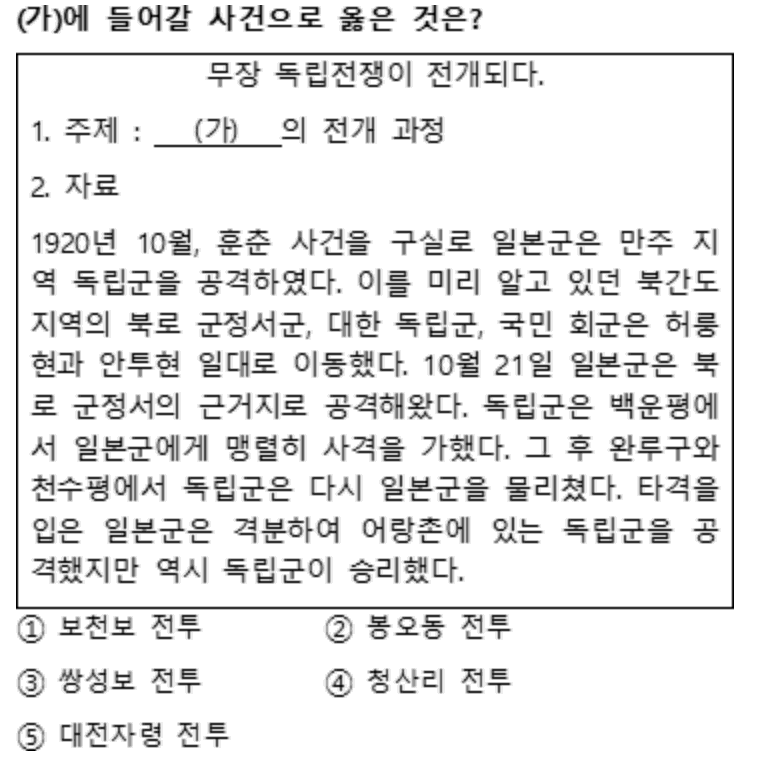 (가)에 들어갈 사건으로 옳은 것은?
무장 독립전쟁이 전개되다.
1. 주제 : (가) 의 전개 과정
2. 자료
1920년 10월, 훈춘 사건을 구실로 일본군은 만주 지
역 독립군을 공격하였다. 이를 미리 알고 있던 북간도
지역의 북로 군정서군, 대한 독립군, 국민 회군은 허룽
현과 안투현 일대로 이동했다. 10월 21일 일본군은 북
로 군정서의 근거지로 공격해왔다. 독립군은 백운평에
서 일본군에게 맹렬히 사격을 가했다. 그 후 완루구와
천수평에서 독립군은 다시 일본군을 물리쳤다. 타격을
입은 일본군은 격분하여 어랑촌에 있는 독립군을 공
격했지만 역시 독립군이 승리했다.
① 보천보 전투 ② 봉오동 전투
③ 쌍성보 전투 ④ 청산리 전투
⑤ 대전자령 전투